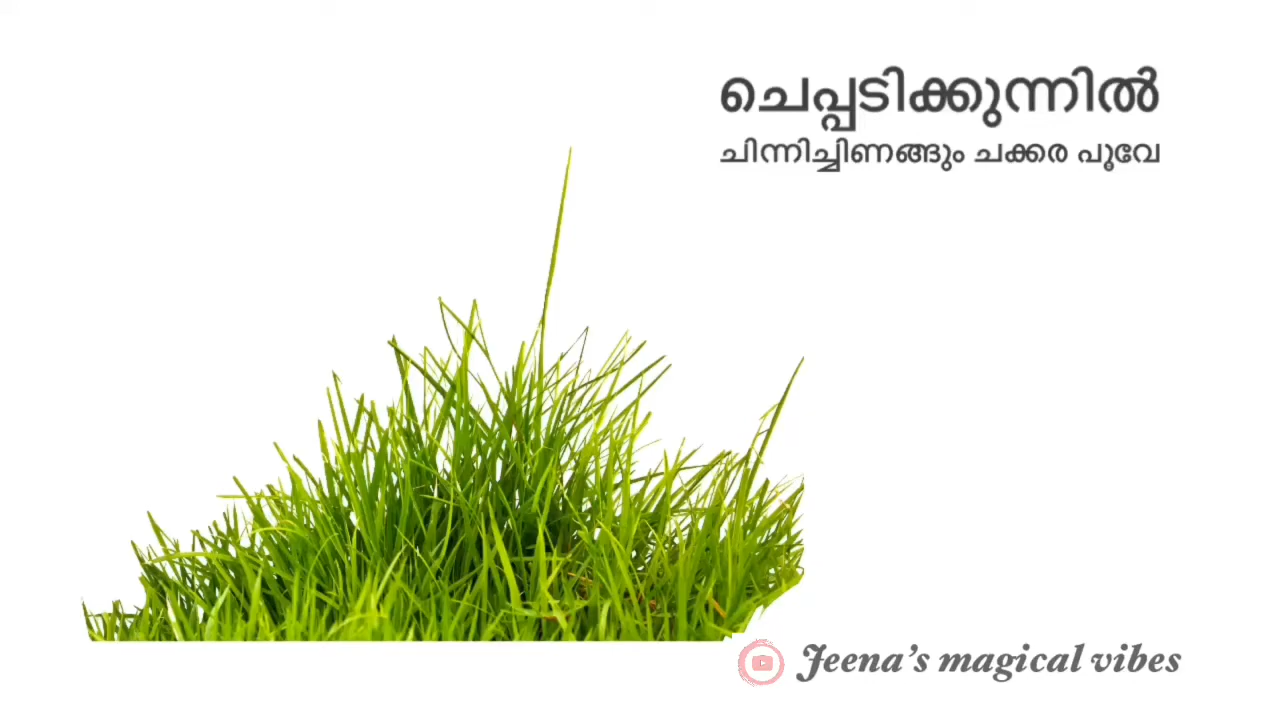 ചെപ്പടിക്കുന്നിൽ
ചിന്നിച്ചിണങ്ങും ചക്കര പൂവേ
Jeena's magical vibes